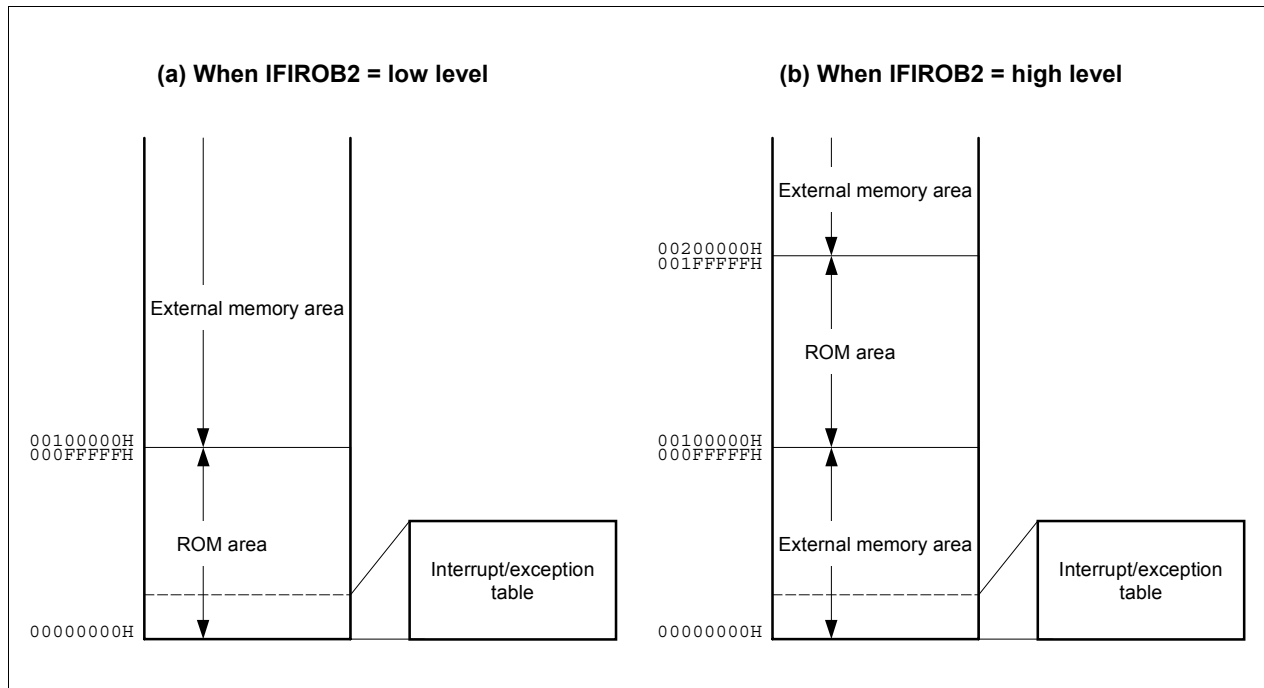 (a) When IFIROB2 = low level
External memory area
00100000H
000FFFFFH
ROM area
Interrupt/exception
table
00000000H
(b) When IFIROB2 = high level
External memory area
00200000H
001FFFFFH
ROM area
00100000H
000FFFFFH
External memory area
Interrupt/exception
table
00000000H